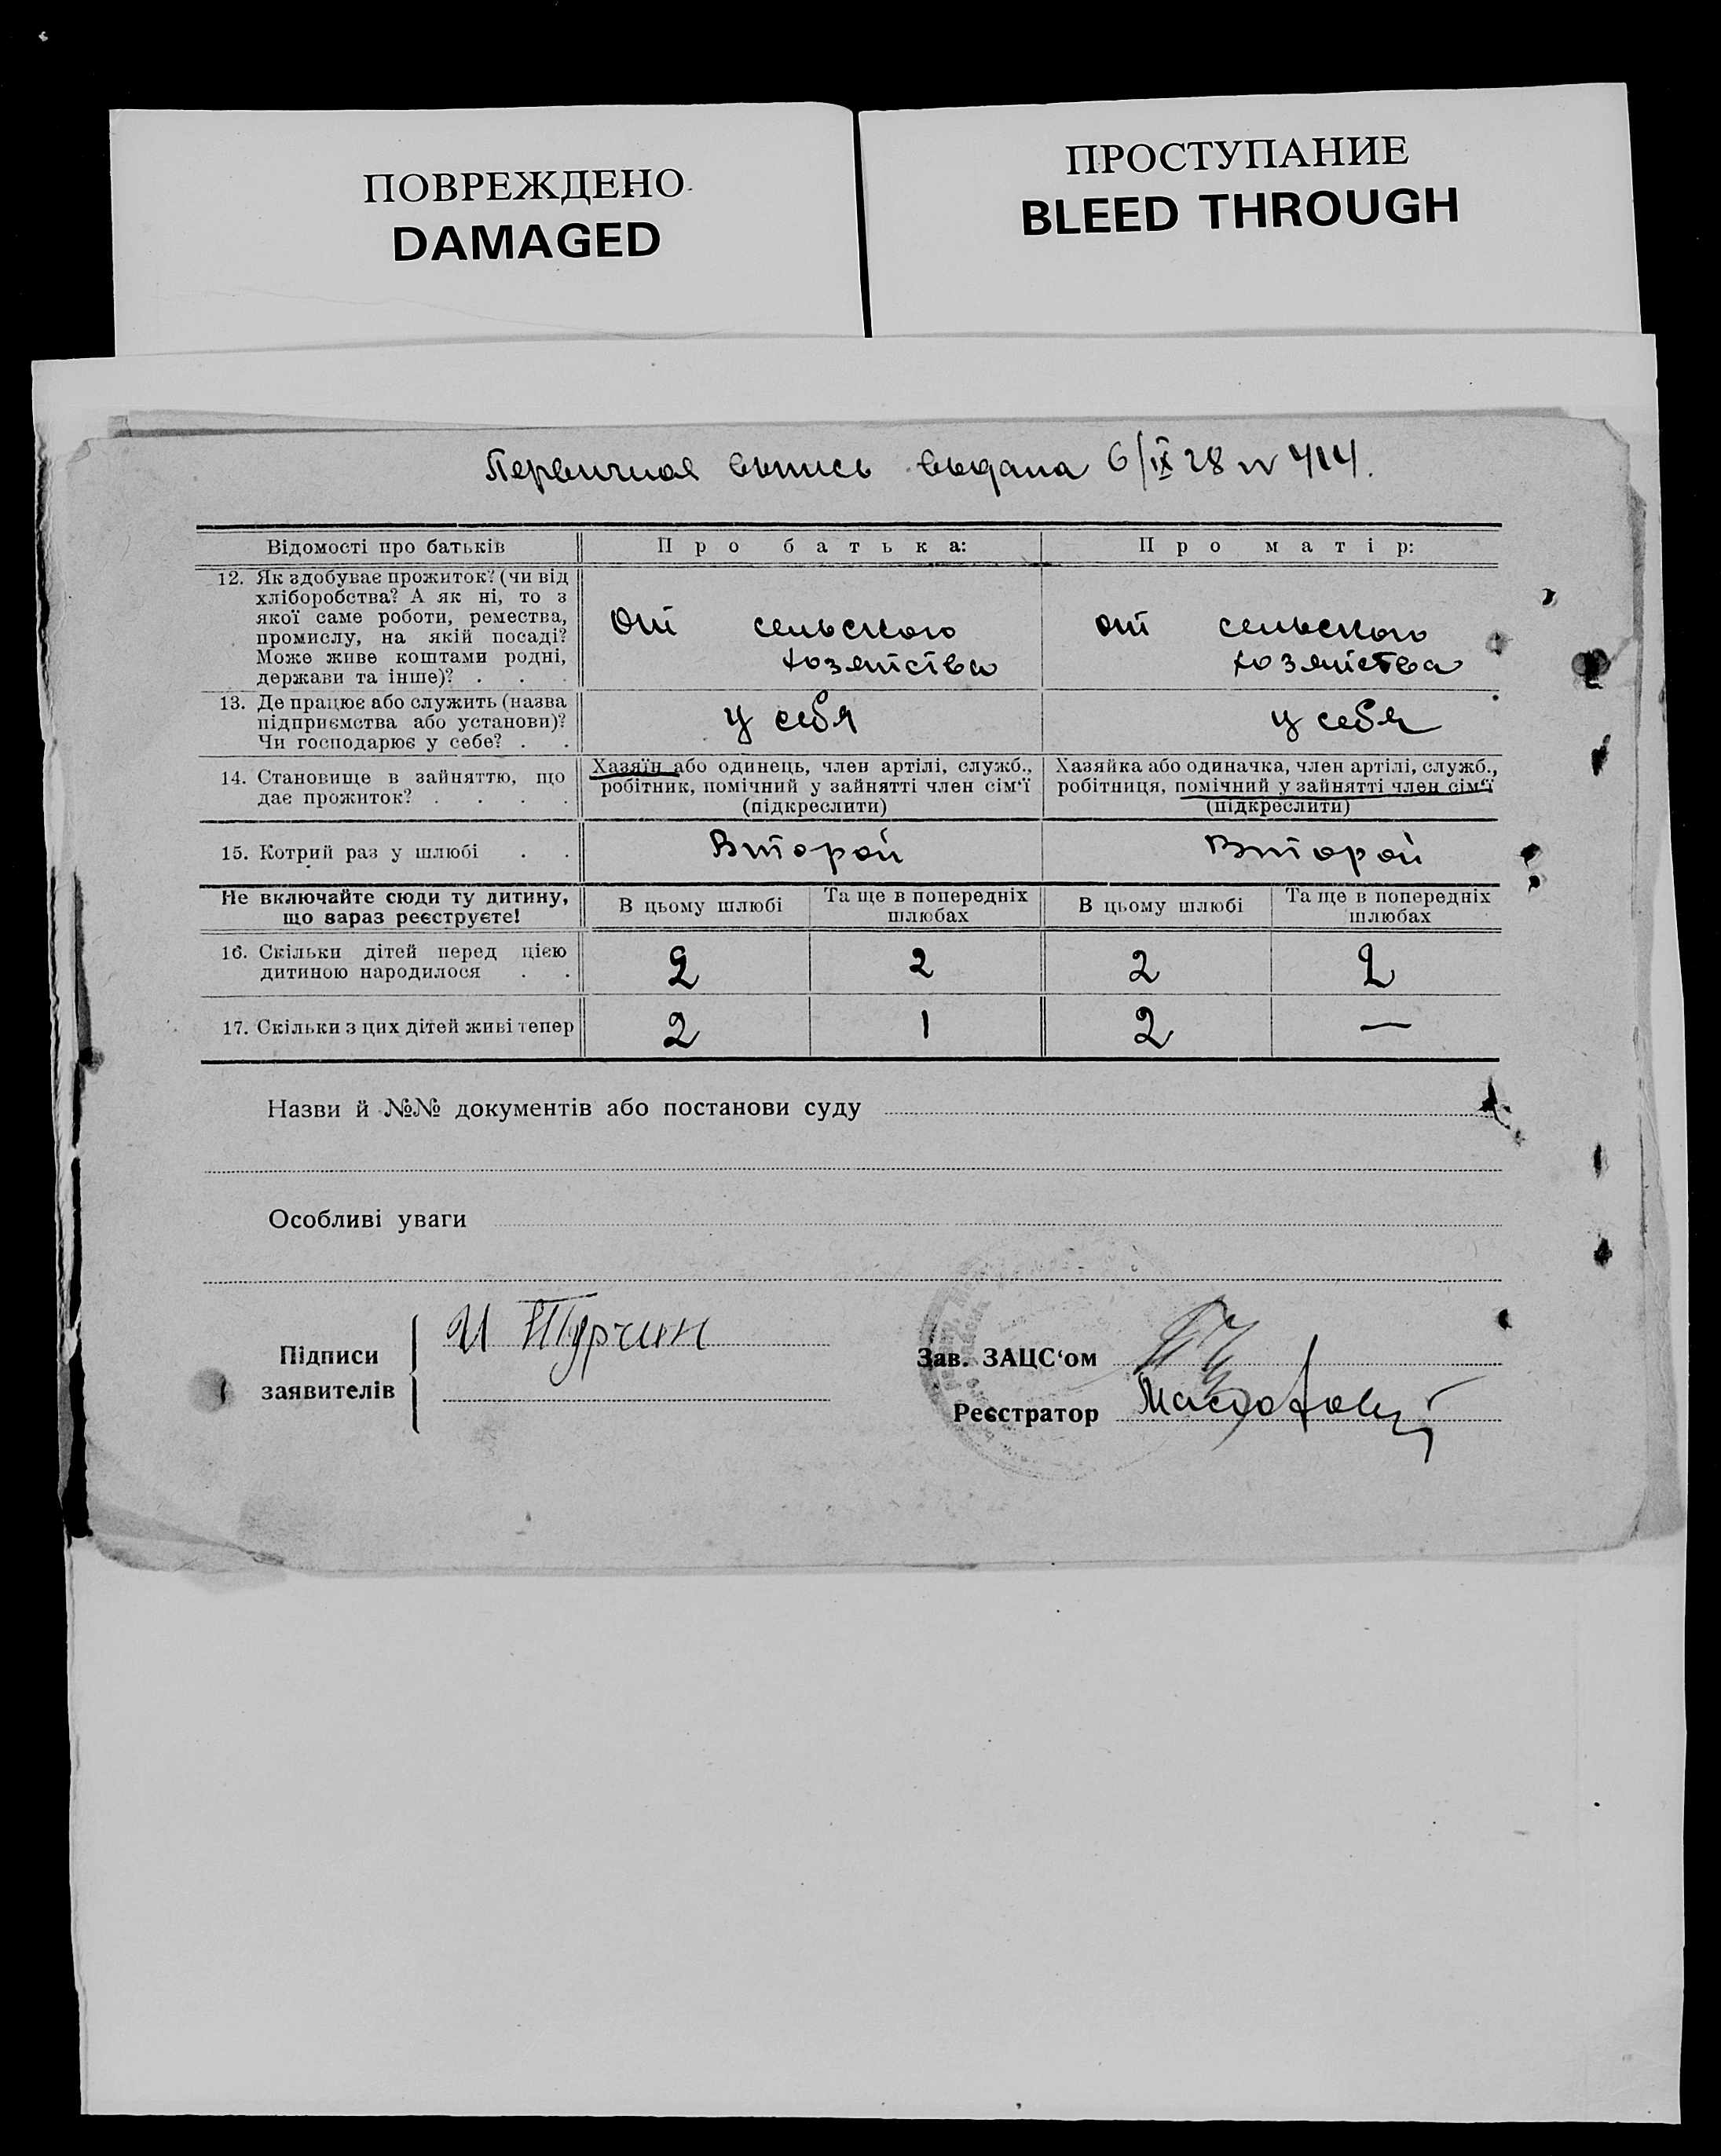 ПОВРЕЖДЕНО
DAMAGED
ПРОСТУПАНИЕ
BLEED THROUGH
Первичная выпись выдана 6/IX 28 N 414.
Відомості про батьків
Про батька:
Про матір:
12. Як здобуває прожиток? (чи від
хліборобства? А як ні, то з
якої саме роботи, ремества,
промислу, на якій посаді?
Може живе коштами родні,
держави та інше)? . . .
От сельского
хозяйства
от сельского
хозяйства
13. Де працює або служить (назва
підприємства або установи)?
Чи господарює у себе? . .
у себя
у себя
14. Становище в зайняттю, що
дає прожиток? . . . .
Хазяїн або одинець, член артілі, служб.,
робітник, помічний у зайнятті член сім‘ї
(підкреслити)
Хазяйка або одиначка, член артілі, служб.,
робітниця, помічний у зайнятті член сім‘ї
(підкреслити)
15. Котрий раз у шлюбі . .
Второй
Второй
Не включайте сюди ту дитину,
що зараз реєструєте!
В цьому шлюбі
Та ще в попередніх
шлюбах
В цьому шлюбі
Та ще в попередніх
шлюбах
16. Скільки дітей перед цією
дитиною народилося . .
2 2 2 2
17. Скільки з цих дітей живі тепер
2 1 2 —
Назви й №№ документів або постанови суду
Особливі уваги
Підписи
заявителів
И Турчин
Зав. ЗАЦС‘ом
Реєстратор